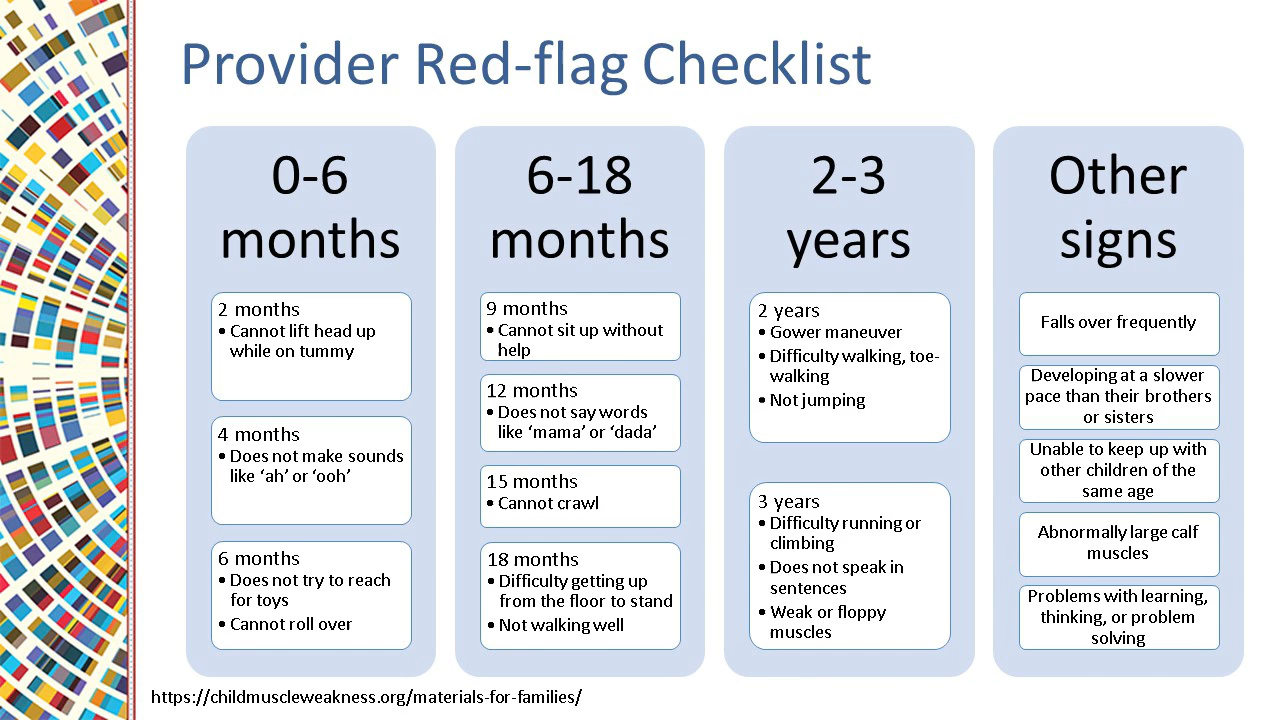 Provider Red-flag Checklist
0-6
months
2 months
• Cannot lift head up
while on tummy
4 months
• Does not make sounds
like ‘ah’ or ‘ooh’
6 months
• Does not try to reach
for toys
• Cannot roll over
6-18
months
9 months
• Cannot sit up without
help
12 months
• Does not say words
like ‘mama’ or ‘dada’
15 months
• Cannot crawl
18 months
• Difficulty getting up
from the floor to stand
• Not walking well
2-3
years
2 years
• Gower maneuver
• Difficulty walking, toe-
walking
• Not jumping
3 years
• Difficulty running or
climbing
• Does not speak in
sentences
• Weak or floppy
muscles
Other
signs
Falls over frequently
Developing at a slower
pace than their brothers
or sisters
Unable to keep up with
other children of the
same age
Abnormally large calf
muscles
Problems with learning,
thinking, or problem
solving
https://childmuscleweakness.org/materials-for-families/